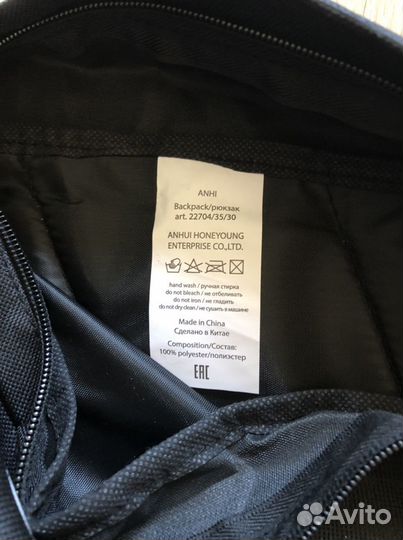 ANHI
Backpack/рюкзак
art. 22704/35/30
ANHUI HONEYOUNG
ENTERPRISE CO.,LTD.
hand wash / ручная стирка
do not bleach / не отбеливать
do not iron / не гладить
do not dry clean / не сушить в машине
Made in China
Сделано в Китае
Composition/Состав:
100% polyester/полиэстер
EAC
Avito